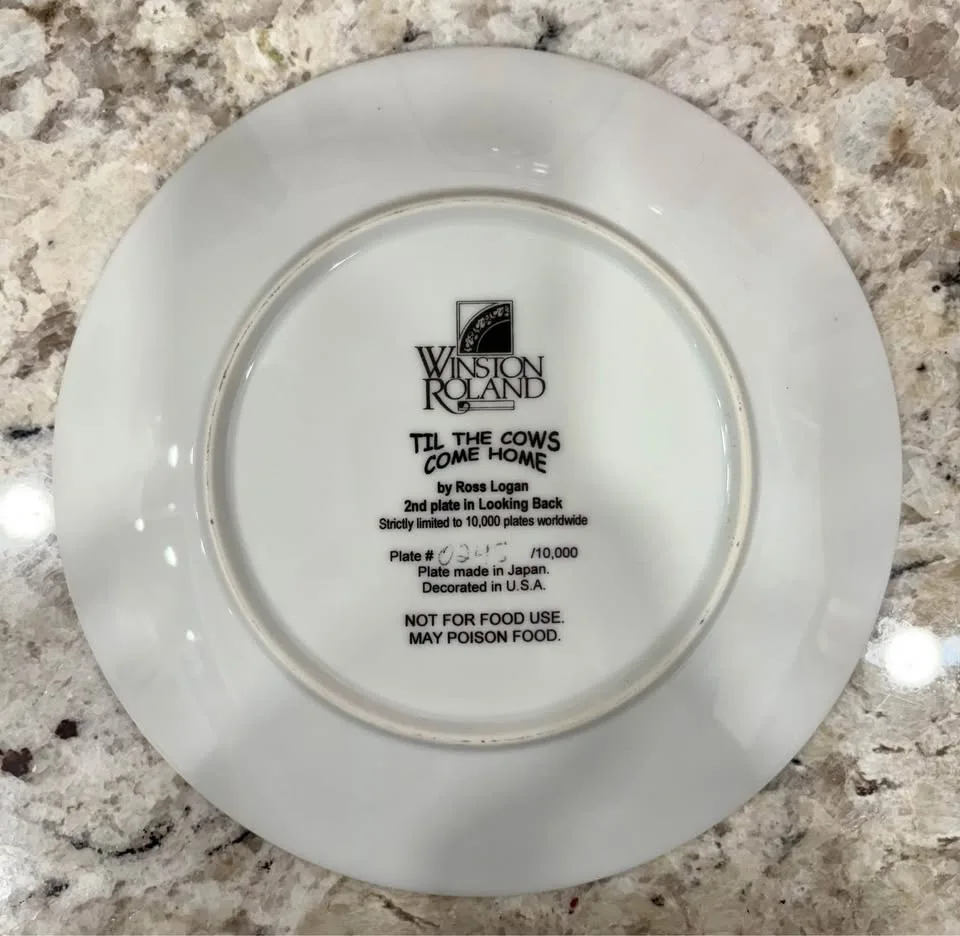 WINSTON
ROLAND
TIL THE COWS
COME HOME
by Ross Logan
2nd plate in Looking Back
Strictly limited to 10,000 plates worldwide
Plate # /10,000
Plate made in Japan.
Decorated in U.S.A.
NOT FOR FOOD USE.
MAY POISON FOOD.